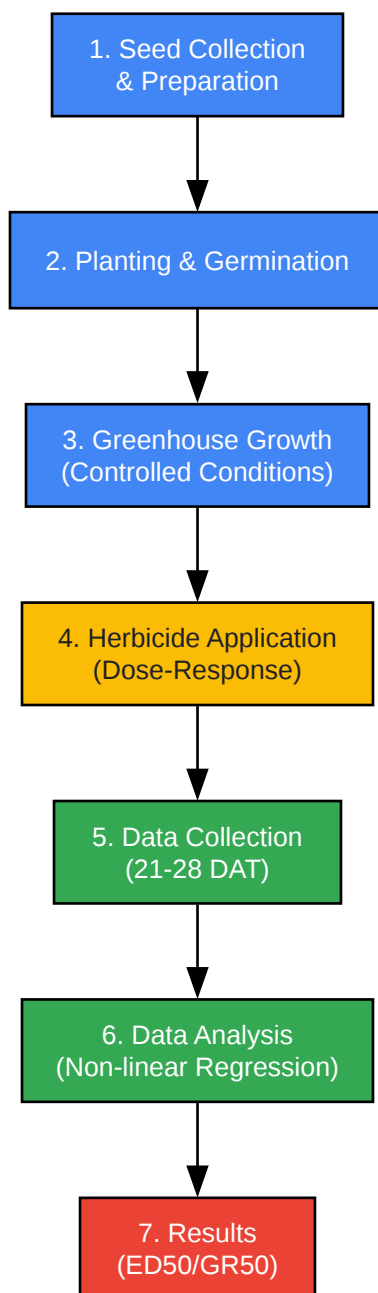 1. Seed Collection
& Preparation
2. Planting & Germination
3. Greenhouse Growth
(Controlled Conditions)
4. Herbicide Application
(Dose-Response)
5. Data Collection
(21-28 DAT)
6. Data Analysis
(Non-linear Regression)
7. Results
(ED50/GR50)